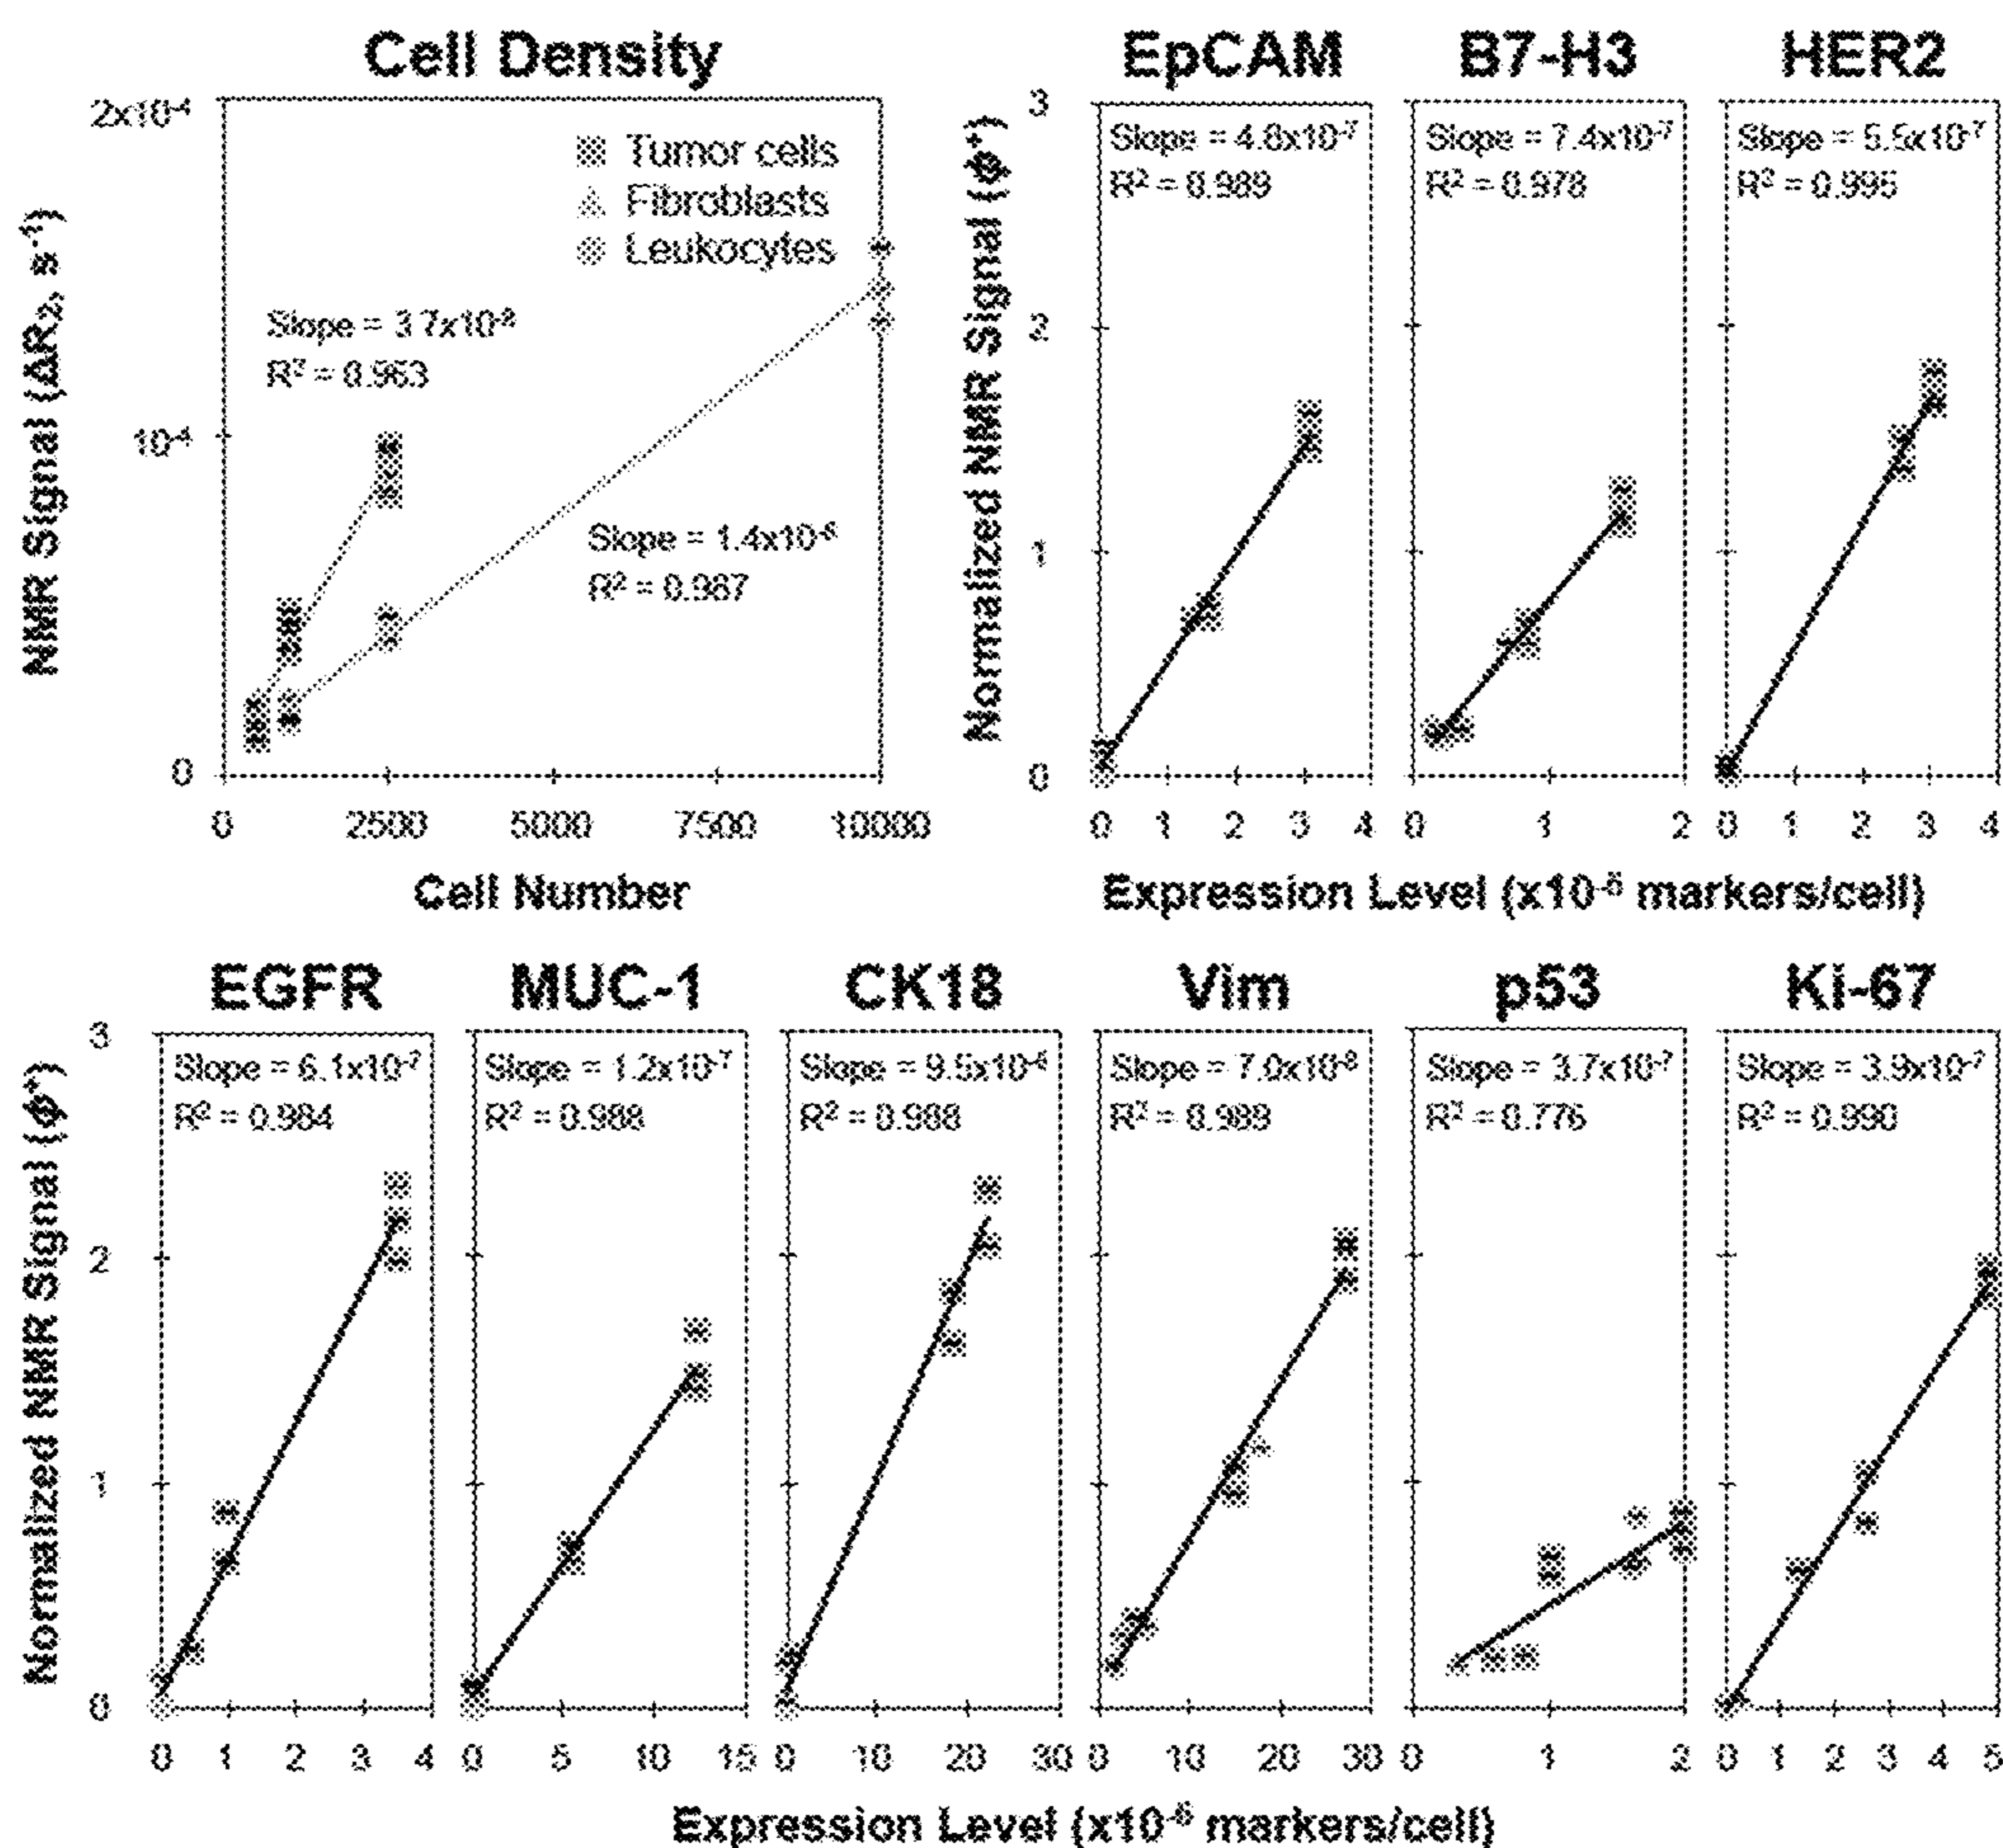 Cell Density
NMR Signal (ΔR₂, s⁻¹)
2x10⁻⁴
10⁻⁴
0
Tumor cells
Fibroblasts
Leukocytes
Slope = 3.7x10⁻⁸
R² = 0.963
Slope =
R² = 0.987
0 2500 5000 7500 10000
Cell Number
EpCAM B7-H3 HER2
Normalized NMR Signal (ϕ⁺)
3
2
1
0
Slope = 4.8x10⁻⁷
R² = 0.989
Slope = 7.4x10⁻⁷
R² = 0.978
Slope = 5.5x10⁻⁷
R² = 0.995
0 1 2 3 4
0 1 2
0 1 2 3 4
Expression Level markers/cell)
EGFR MUC-1 CK18 Vim p53 Ki-67
Normalized NMR Signal (ϕ⁺)
3
2
1
0
Slope = 6.1x10⁻⁷
R² = 0.984
Slope = 1.2x10⁻⁷
R² = 0.988
Slope =
R² = 0.988
Slope = 7.0x10⁻⁸
R² = 0.989
Slope = 3.7x10⁻⁷
R² = 0.776
Slope = 3.9x10⁻⁷
R² = 0.990
0 1 2 3 4
0 5 10 15
0 10 20 30
0 10 20 30
0 1 2
0 1 2 3 4 5
Expression Level (x10⁻⁶ markers/cell)